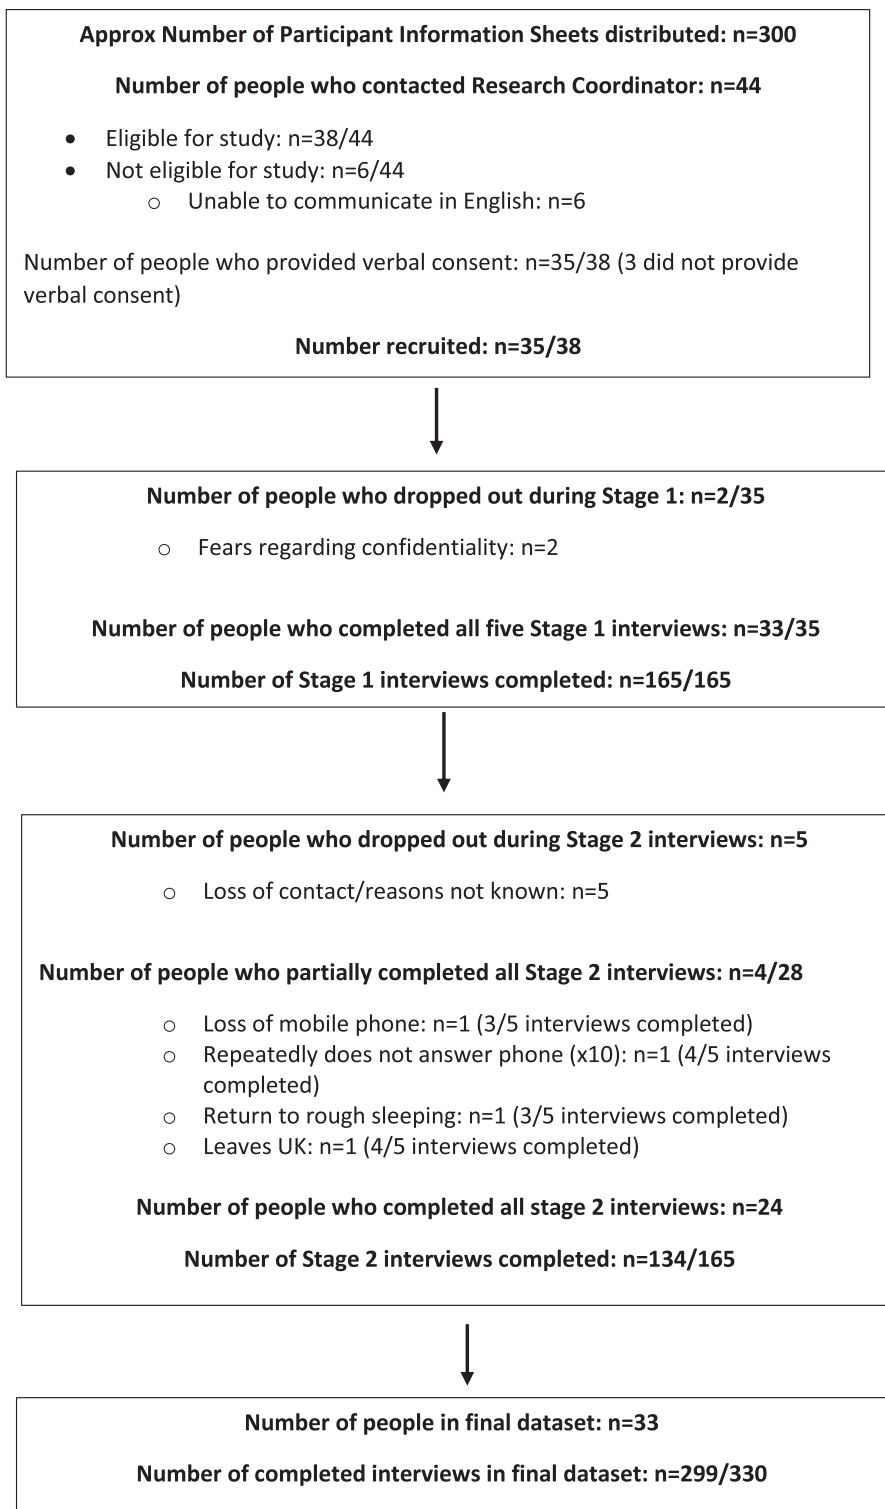 Approx Number of Participant Information Sheets distributed: n=300
Number of people who contacted Research Coordinator: n=44
• Eligible for study: n=38/44
• Not eligible for study: n=6/44
o Unable to communicate in English: n=6
Number of people who provided verbal consent: n=35/38 (3 did not provide
verbal consent)
Number recruited: n=35/38
Number of people who dropped out during Stage 1: n=2/35
o Fears regarding confidentiality: n=2
Number of people who completed all five Stage 1 interviews: n=33/35
Number of Stage 1 interviews completed: n=165/165
Number of people who dropped out during Stage 2 interviews: n=5
o Loss of contact/reasons not known: n=5
Number of people who partially completed all Stage 2 interviews: n=4/28
o Loss of mobile phone: n=1 (3/5 interviews completed)
o Repeatedly does not answer phone (x10): n=1 (4/5 interviews
completed)
o Return to rough sleeping: n=1 (3/5 interviews completed)
o Leaves UK: n=1 (4/5 interviews completed)
Number of people who completed all stage 2 interviews: n=24
Number of Stage 2 interviews completed: n=134/165
Number of people in final dataset: n=33
Number of completed interviews in final dataset: n=299/330